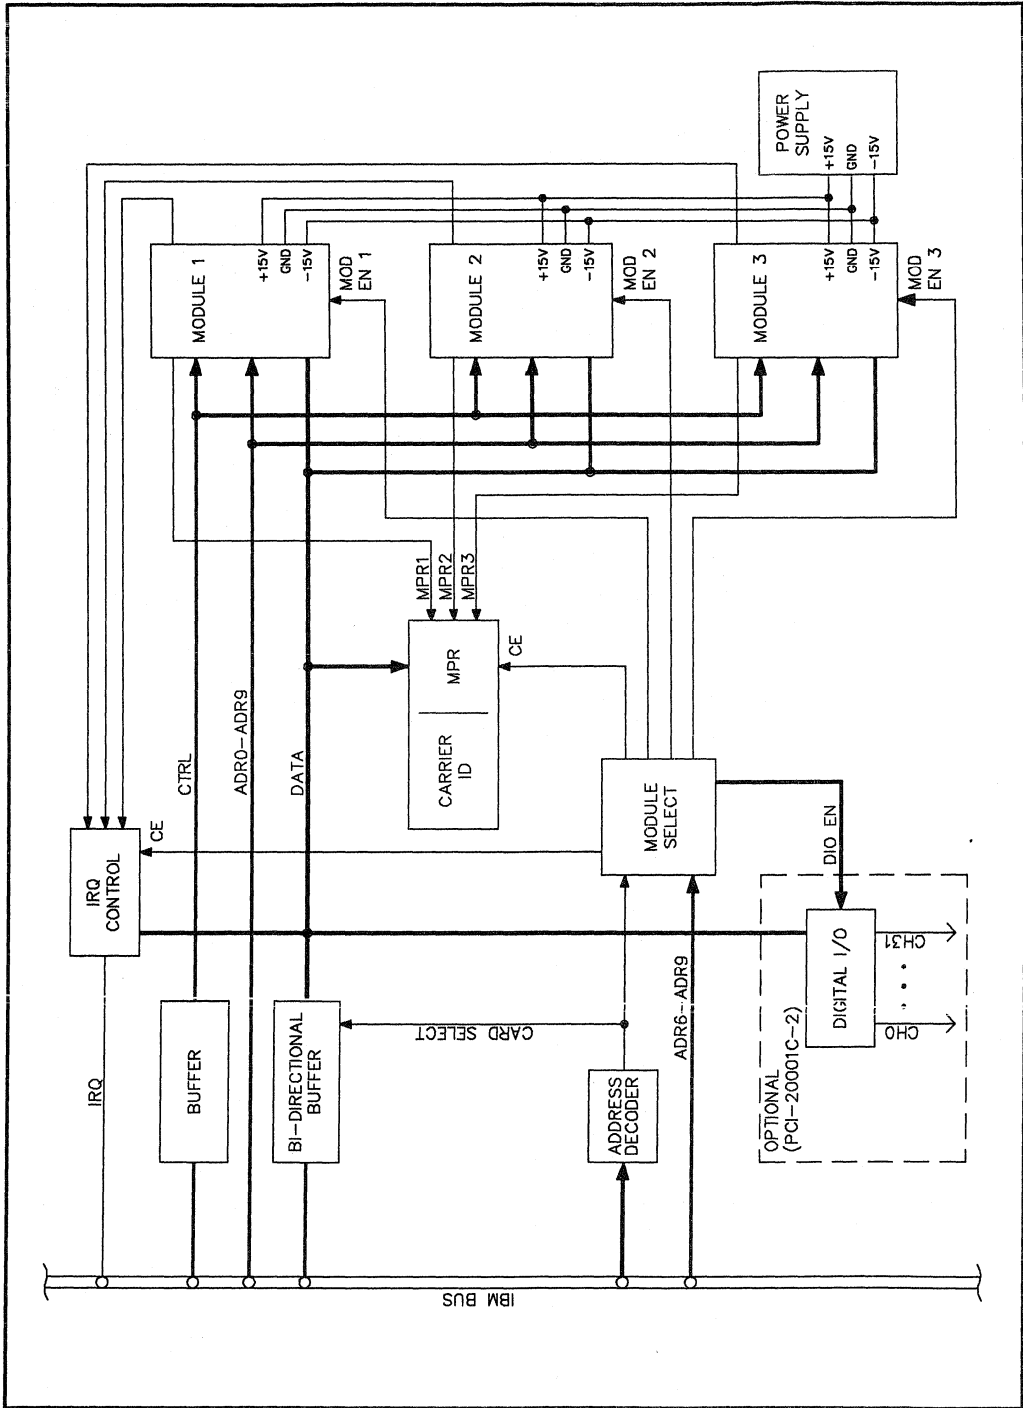 IBM BUS
IRQ
BUFFER
BI-DIRECTIONAL
BUFFER
ADDRESS
DECODER
CARD SELECT
ADR6-ADR9
OPTIONAL
(PCI-20001C-2)
DIGITAL I/O
CH0
CH31
DIO EN
IRQ
CONTROL
CE
CTRL
ADR0-ADR9
DATA
CARRIER
ID
MPR
CE
MODULE
SELECT
MPR1
MPR2
MPR3
MODULE 1
+15V
GND
-15V
MOD
EN 1
MODULE 2
+15V
GND
-15V
MOD
EN 2
MODULE 3
+15V
GND
-15V
MOD
EN 3
POWER
SUPPLY
+15V
GND
-15V